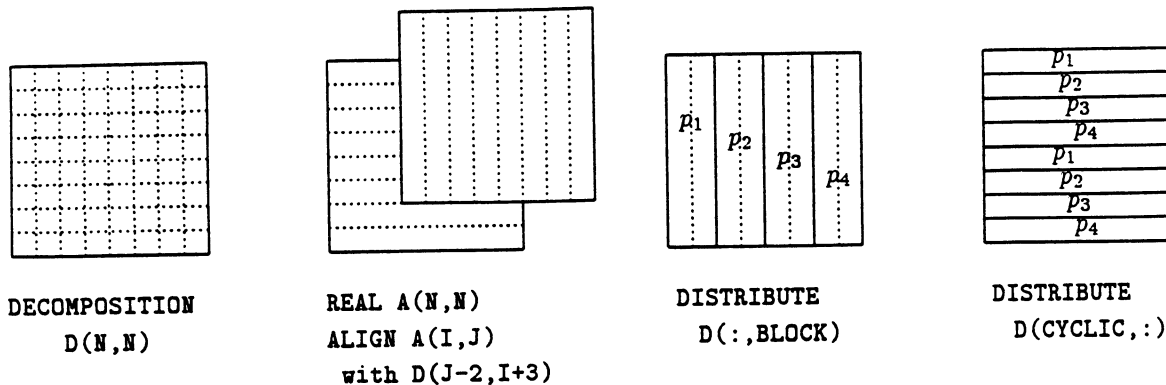 p1
p2
p3
p4
p1
p2
p3
p4
p1
p2
p3
p4
DECOMPOSITION
D(N,N)
REAL A(N,N)
ALIGN A(I,J)
with D(J-2,I+3)
DISTRIBUTE
D(:,BLOCK)
DISTRIBUTE
D(CYCLIC,:)